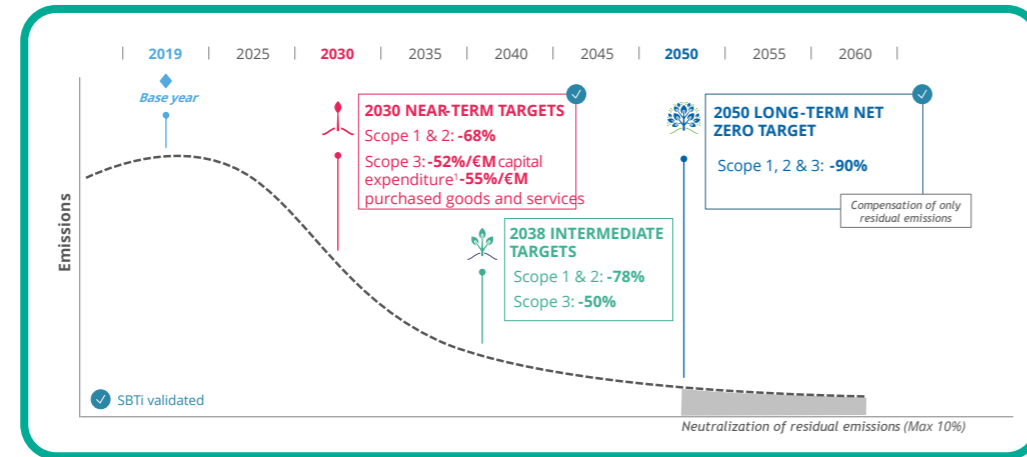 2019 2025 2030 2035 2040 2045 2050 2055 2060
Base year
2030 NEAR-TERM TARGETS
Scope 1 & 2: -68%
Scope 3: -52%/€M capital
expenditure¹ -55%/€M
purchased goods and services
2050 LONG-TERM NET
ZERO TARGET
Scope 1, 2 & 3: -90%
Compensation of only
residual emissions
2038 INTERMEDIATE
TARGETS
Scope 1 & 2: -78%
Scope 3: -50%
Emissions
SBTi validated
Neutralization of residual emissions (Max 10%)